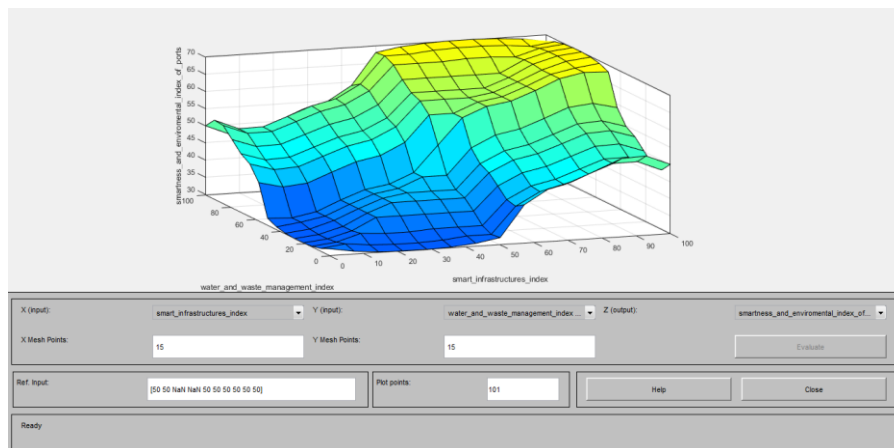 smartness_and_enviromental_index_of_ports
70
65
60
55
50
45
40
35
30
100
80
60
40
20
0
0
10
20
30
40
50
60
70
80
90
100
water_and_waste_management_index
smart_infrastructures_index
X (input):
smart_infrastructures_index
Y (input):
water_and_waste_management_index ...
Z (output):
smartness_and_enviromental_index_of...
X Mesh Points:
15
Y Mesh Points:
15
Evaluate
Ref. Input:
[50 50 NaN NaN 50 50 50 50 50 50]
Plot points:
101
Help
Close
Ready